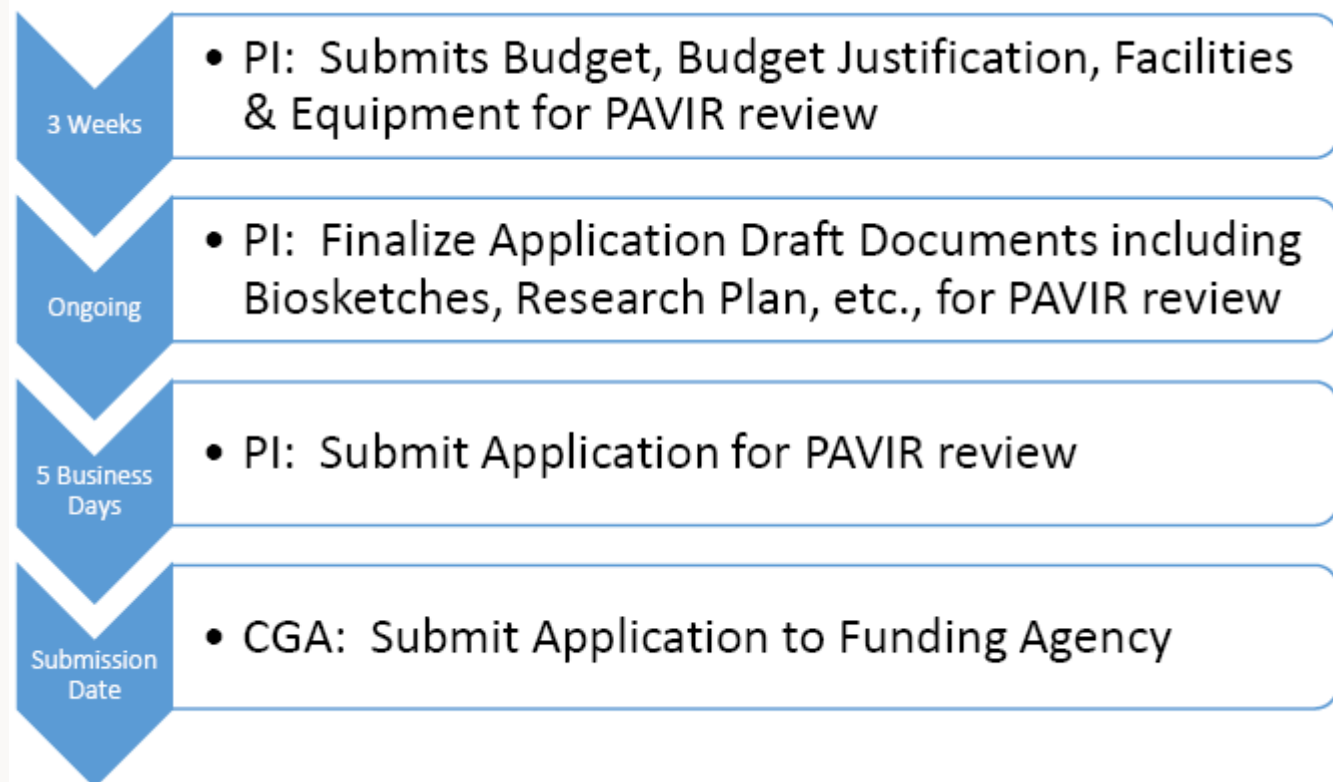 3 Weeks
• PI:  Submits Budget, Budget Justification, Facilities
& Equipment for PAVIR review
Ongoing
• PI:  Finalize Application Draft Documents including
Biosketches, Research Plan, etc., for PAVIR review
5 Business
Days
• PI:  Submit Application for PAVIR review
Submission
Date
• CGA:  Submit Application to Funding Agency